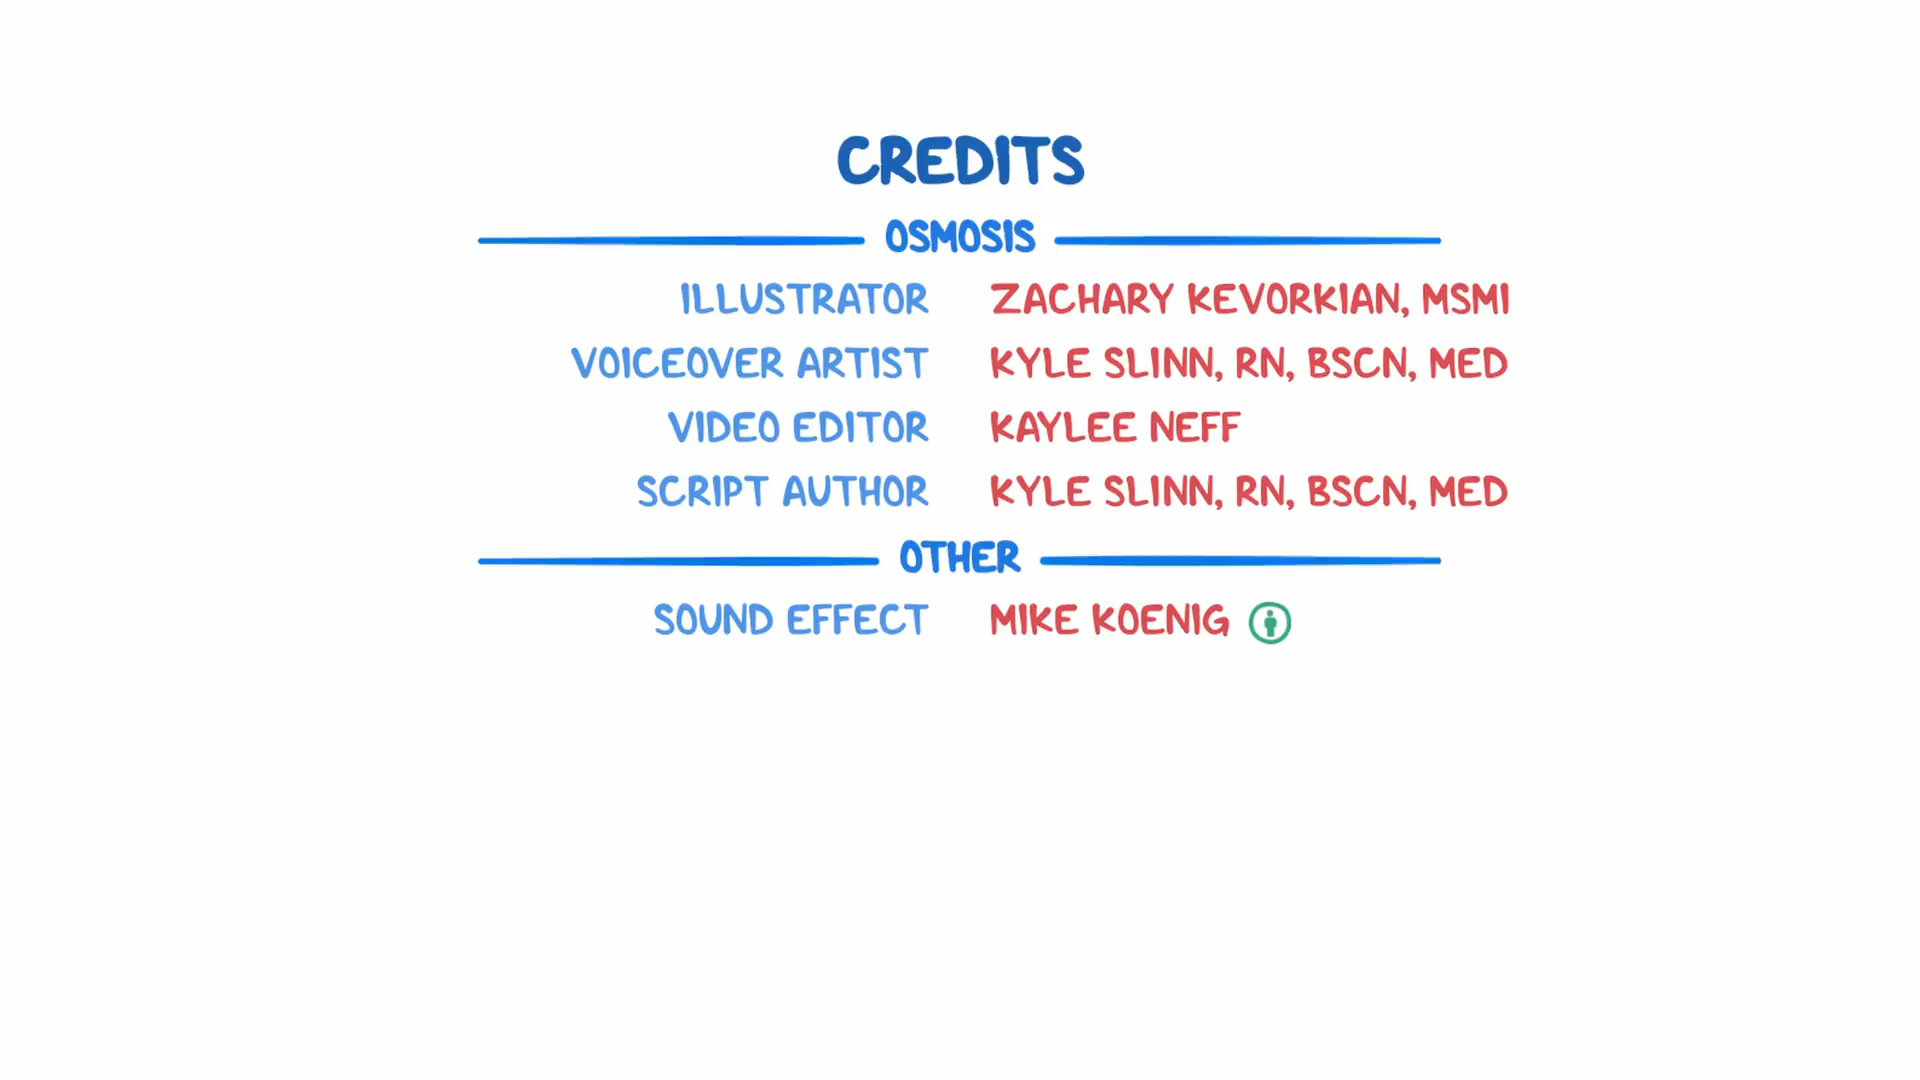 CREDITS
OSMOSIS
ILLUSTRATOR ZACHARY KEVORKIAN, MSMI
VOICEOVER ARTIST KYLE SLINN, RN, BSCN, MED
VIDEO EDITOR KAYLEE NEFF
SCRIPT AUTHOR KYLE SLINN, RN, BSCN, MED
OTHER
SOUND EFFECT MIKE KOENIG